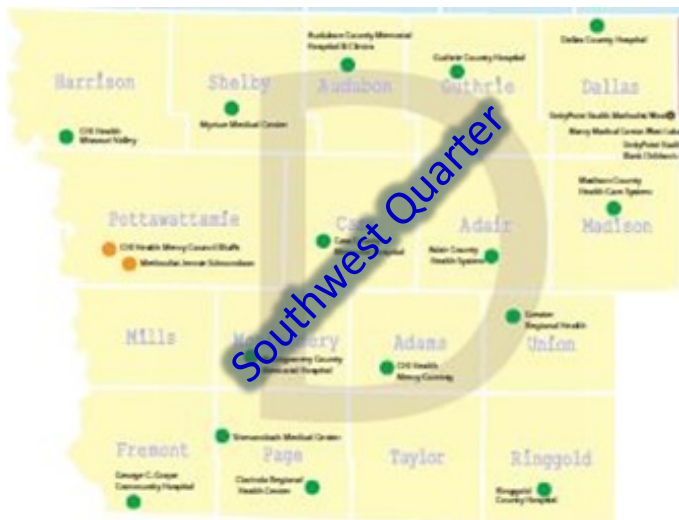 Audubon County Memorial
Hospital & Clinics
Guthrie County Hospital
Dallas County Hospital
Harrison
Shelby
Audubon
Guthrie
Dallas
Myrtue Medical Center
CHI Health
Missouri Valley
Southwest Quarter
Madison County
Health Care System
Pottawattamie
Adair
Madison
CHI Health Mercy Council Bluffs
Methodist Jennie Edmundson
Adair County
Health System
Greater
Regional Health
Mills
Adams
Union
CHI Health
Mercy Corning
Shenandoah Medical Center
Fremont
Page
Taylor
Ringgold
George C. Grape
Community Hospital
Clarinda Regional
Health Center
Ringgold
County Hospital
D